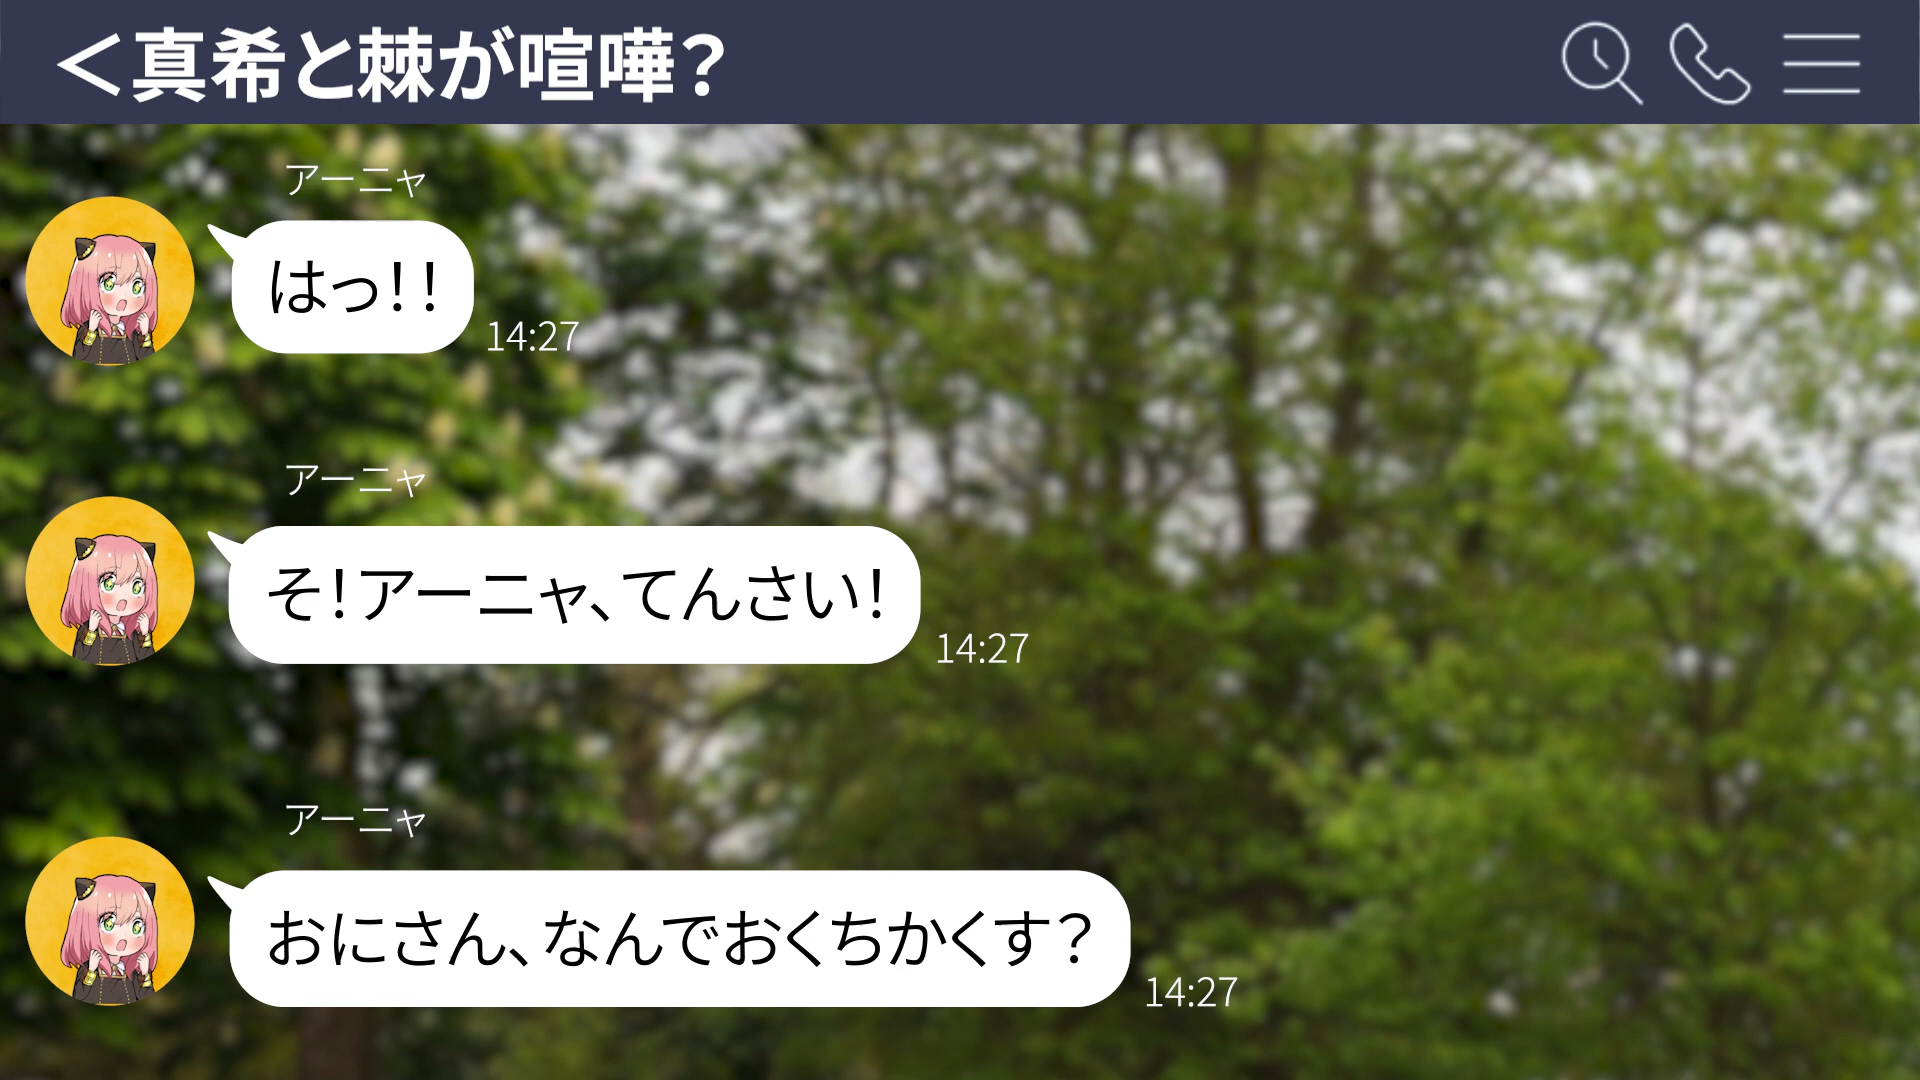 ＜真希と棘が喧嘩？
アーニャ
はっ！！
14:27
アーニャ
そ！アーニャ、てんさい！
14:27
アーニャ
おにさん、なんでおくちかくす？
14:27